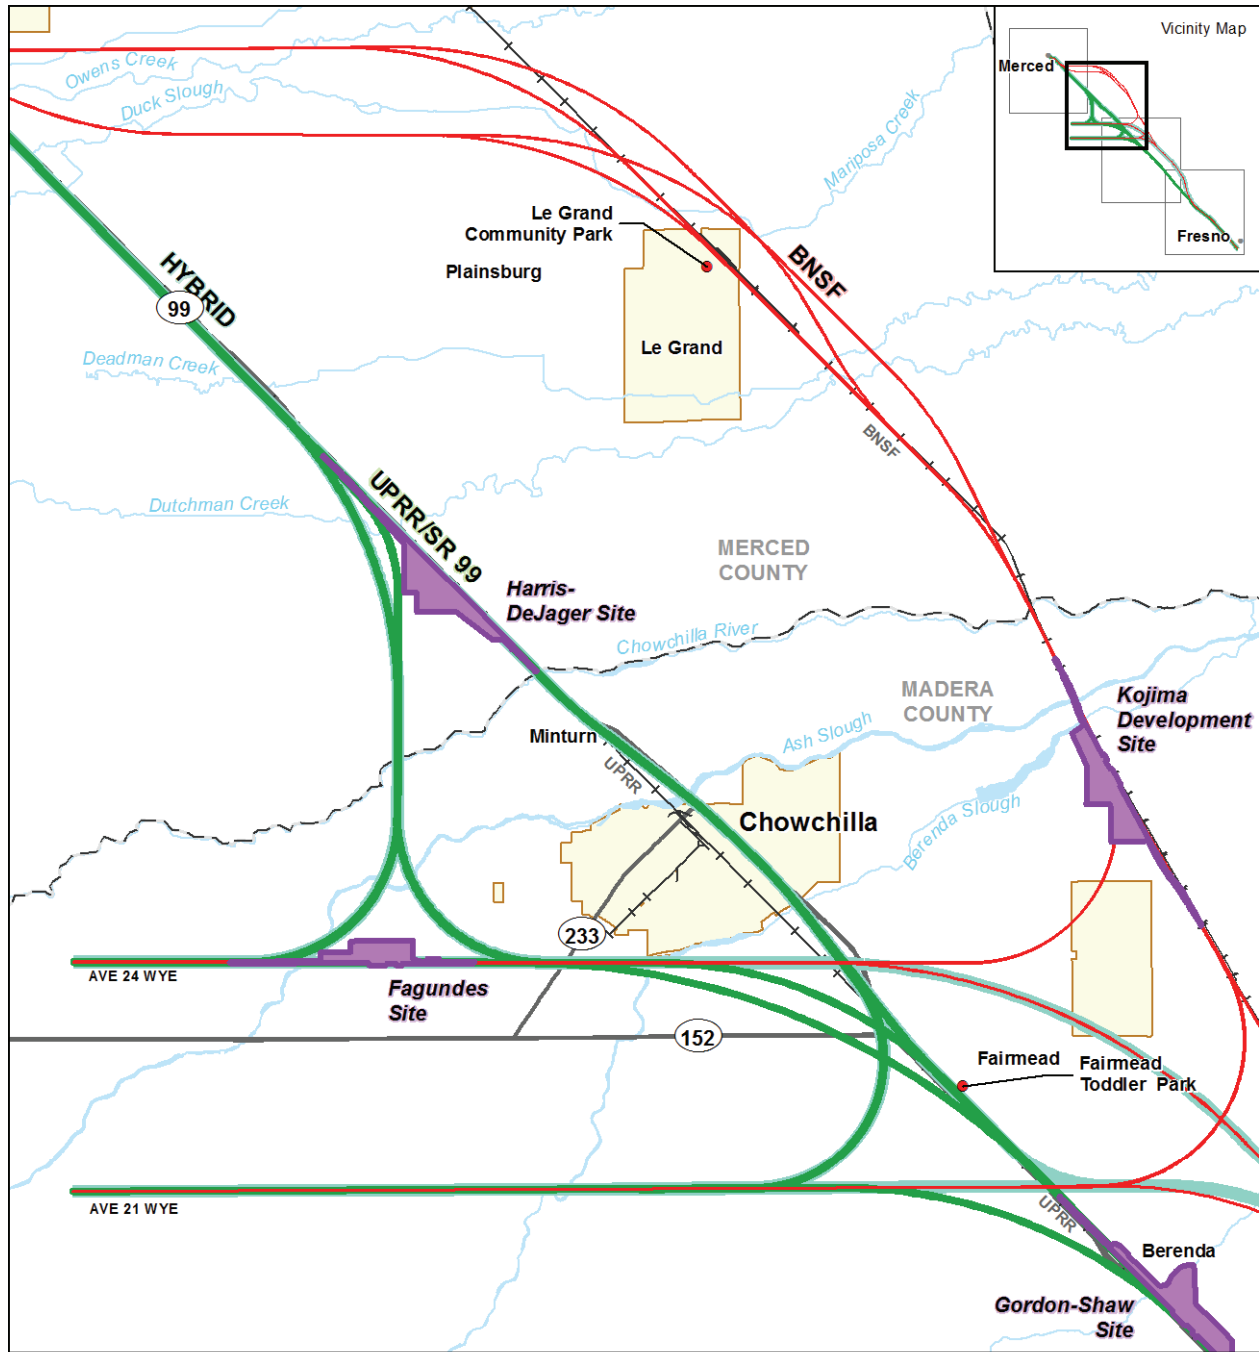 Vicinity Map
Merced
Fresno
Owens Creek
Duck Slough
Mariposa Creek
Le Grand
Community Park
Plainsburg
BNSF
HYBRID
99
Le Grand
Deadman Creek
BNSF
UPRR/SR 99
Dutchman Creek
MERCED
COUNTY
Harris-
DeJager Site
Chowchilla River
MADERA
COUNTY
Kojima
Development
Site
Ash Slough
Minturn
UPRR
Chowchilla
Berenda Slough
233
AVE 24 WYE
Fagundes
Site
152
Fairmead
Fairmead
Toddler Park
AVE 21 WYE
UPRR
Berenda
Gordon-Shaw
Site